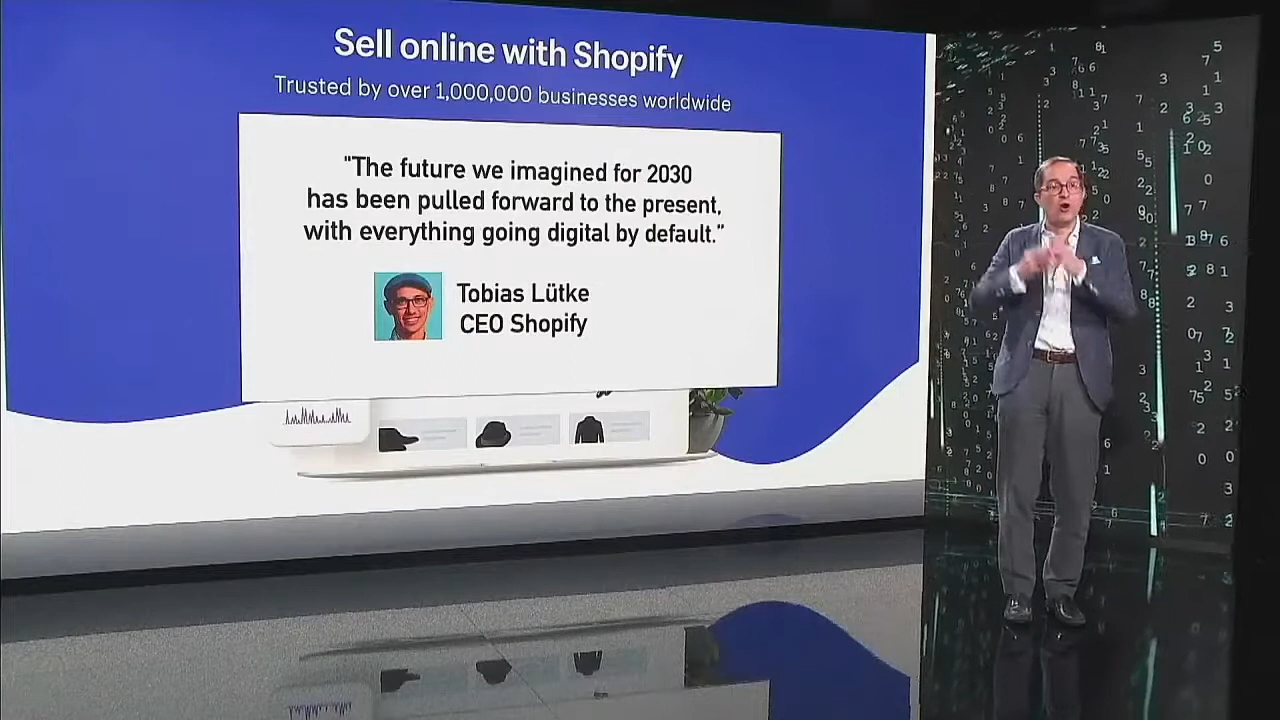 Sell online with Shopify
Trusted by over 1,000,000 businesses worldwide
"The future we imagined for 2030
has been pulled forward to the present,
with everything going digital by default.”
Tobias Lütke
CEO Shopify